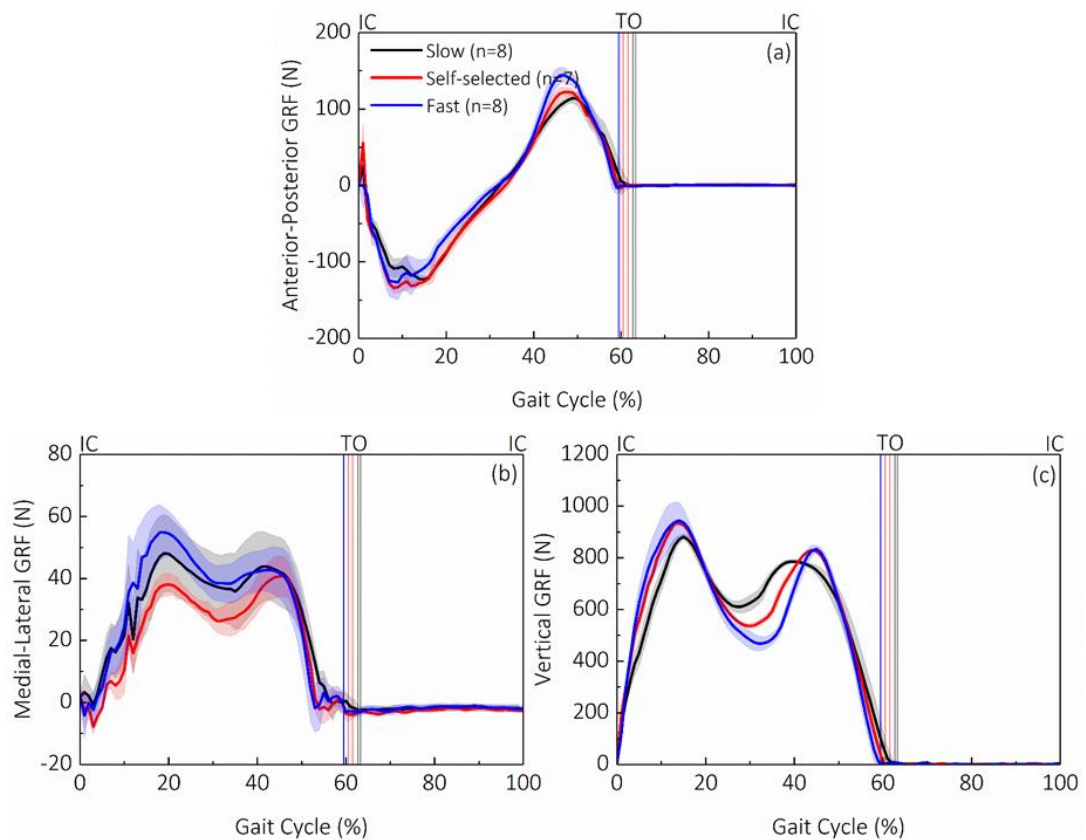 IC TO IC
200
100
0
-100
-200
Anterior-Posterior GRF (N)
Slow (n=8)
Self-selected (n=7)
Fast (n=8)
(a)
0 20 40 60 80 100
Gait Cycle (%)
IC TO IC
80
60
40
20
0
-20
Medial-Lateral GRF (N)
(b)
0 20 40 60 80 100
Gait Cycle (%)
IC TO IC
1200
1000
800
600
400
200
0
Vertical GRF (N)
(c)
0 20 40 60 80 100
Gait Cycle (%)